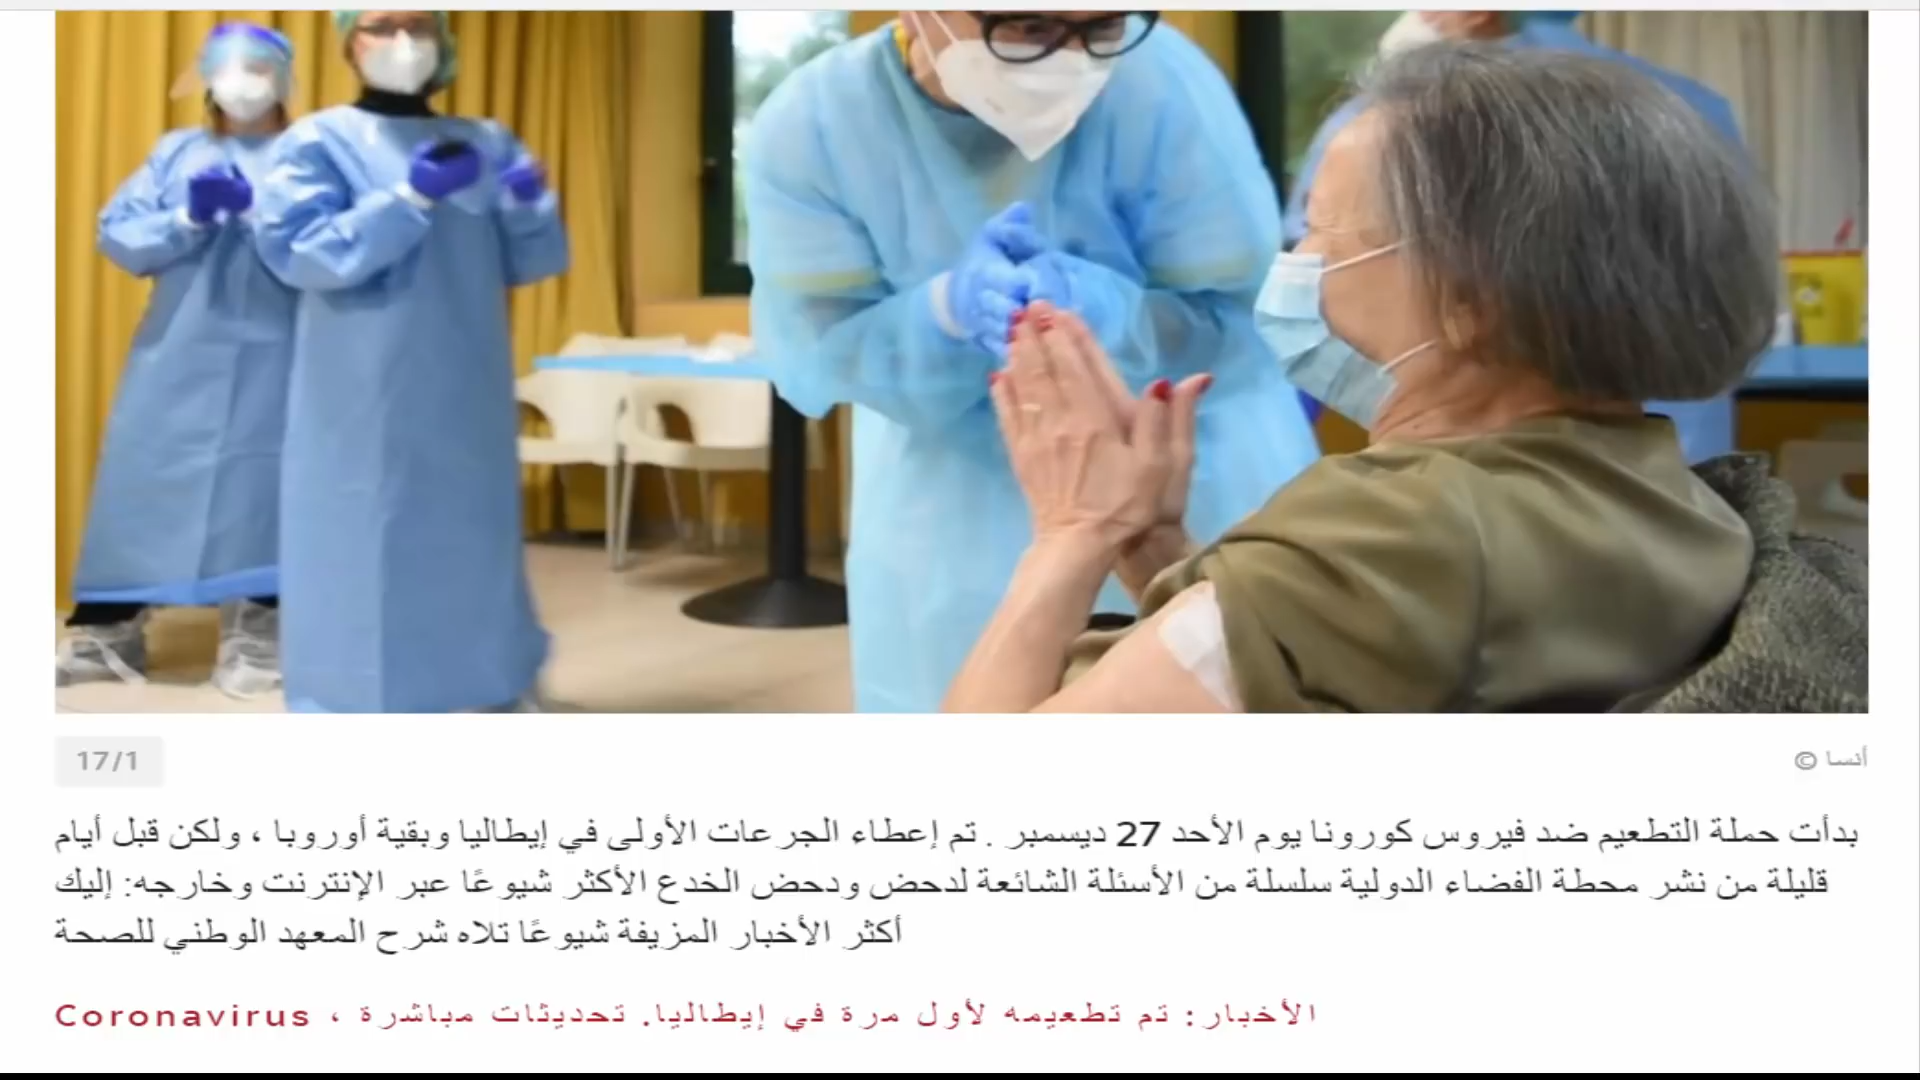 أنسا ©
17/1
بدأت حملة التطعيم ضد فيروس كورونا يوم الأحد 27 ديسمبر . تم إعطاء الجرعات الأولى في إيطاليا وبقية أوروبا ، ولكن قبل أيام
قليلة من نشر محطة الفضاء الدولية سلسلة من الأسئلة الشائعة لدحض ودحض الخدع الأكثر شيوعًا عبر الإنترنت وخارجه: إليك
أكثر الأخبار المزيفة شيوعًا تلاه شرح المعهد الوطني للصحة
Coronavirus ، الأخبار: تم تطعيمه لأول مرة في إيطاليا. تحديثات مباشرة